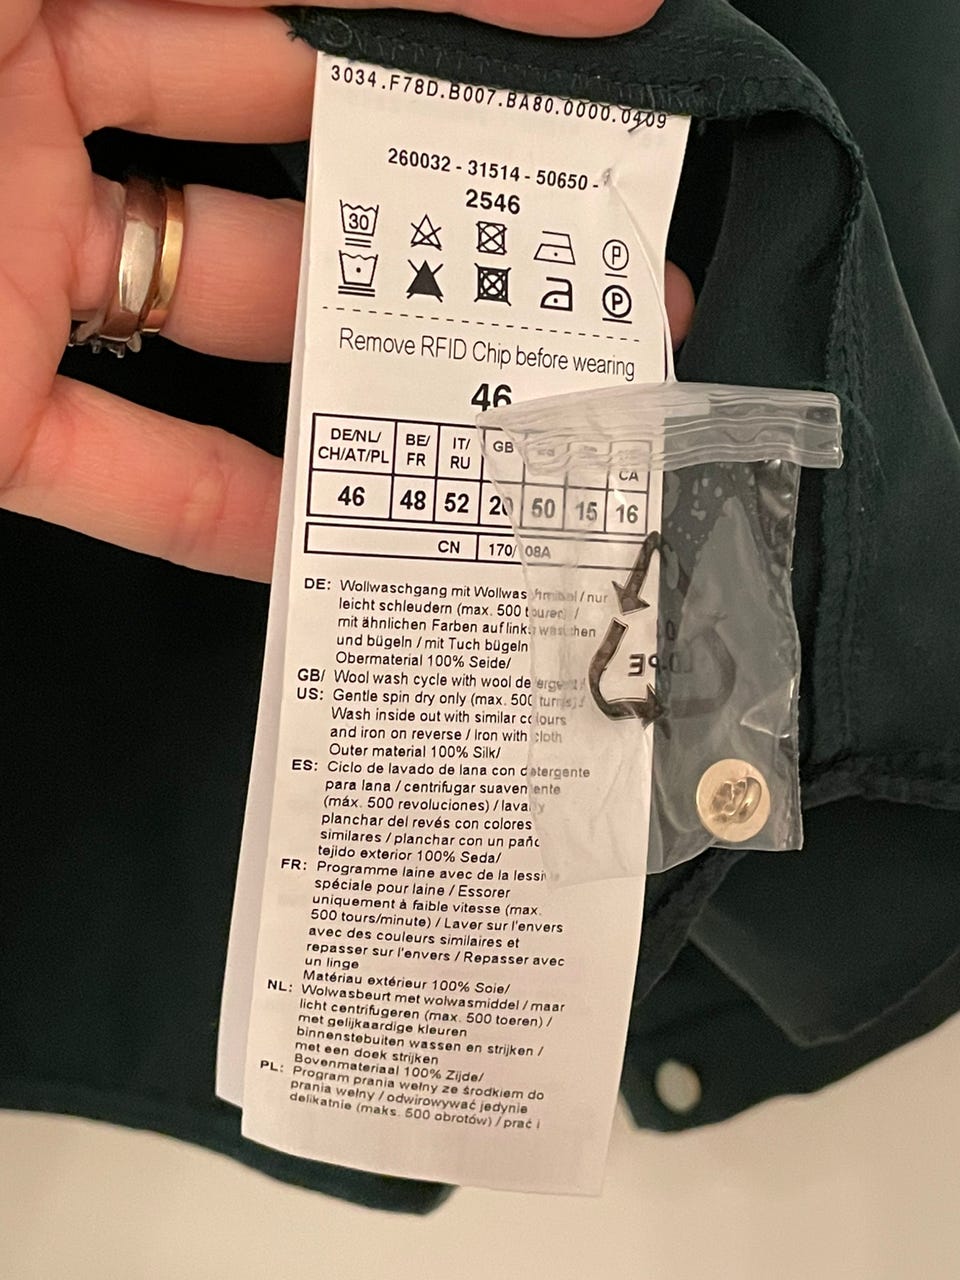 3034.F78D.B007.BA80.0000.0409
260032 - 31514 - 50650 -
2546
30
P
P
Remove RFID Chip before wearing
46
DE/NL/ CH/AT/PL BE/ FR IT/ RU GB CA
46 48 52 20 50 15 16
CN 170/ 08A
DE: Wollwaschgang mit Wollwaschmittel / nur
leicht schleudern (max. 500 touren) /
mit ähnlichen Farben auf links waschen
und bügeln / mit Tuch bügeln
Obermaterial 100% Seide/
GB/ Wool wash cycle with wool detergent /
US: Gentle spin dry only (max. 500 turns) /
Wash inside out with similar colours
and iron on reverse / Iron with cloth
Outer material 100% Silk/
ES: Ciclo de lavado de lana con detergente
para lana / centrifugar suavemente
(máx. 500 revoluciones) / lavar y
planchar del revés con colores
similares / planchar con un paño
tejido exterior 100% Seda/
FR: Programme laine avec de la lessive
spéciale pour laine / Essorer
uniquement à faible vitesse (max.
500 tours/minute) / Laver sur l'envers
avec des couleurs similaires et
repasser sur l'envers / Repasser avec
un linge
Matériau extérieur 100% Soie/
NL: Wolwasbeurt met wolwasmiddel / maar
licht centrifugeren (max. 500 toeren) /
met gelijkaardige kleuren
binnenstebuiten wassen en strijken /
met een doek strijken
Bovenmateriaal 100% Zijde/
PL: Program prania wełny ze środkiem do
prania wełny / odwirowywać jedynie
delikatnie (maks. 500 obrotów) / prać i
LD-PE